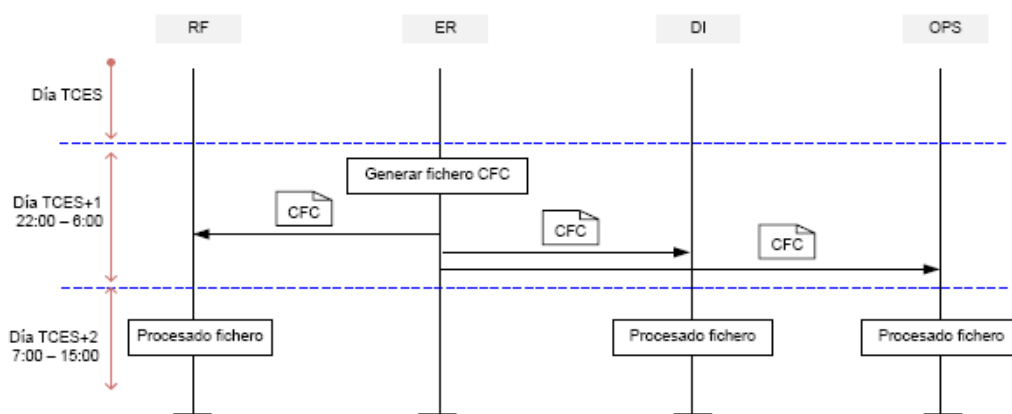 RF
ER
DI
OPS
Día TCES
Día TCES+1
22:00 – 6:00
Generar fichero CFC
CFC
CFC
CFC
Día TCES+2
7:00 – 15:00
Procesado fichero
Procesado fichero
Procesado fichero